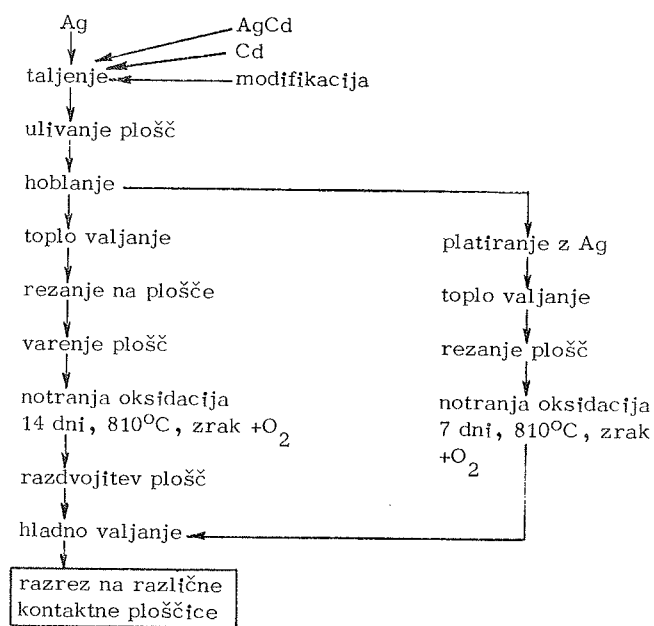 Ag
AgCd
Cd
taljenje
modifikacija
ulivanje plošč
hoblanje
toplo valjanje
rezanje na plošče
varenje plošč
notranja oksidacija
14 dni, 810°C, zrak +O₂
razdvojitev plošč
hladno valjanje
platiranje z Ag
toplo valjanje
rezanje plošč
notranja oksidacija
7 dni, 810°C, zrak
+O₂
razrez na različne
kontaktne ploščice